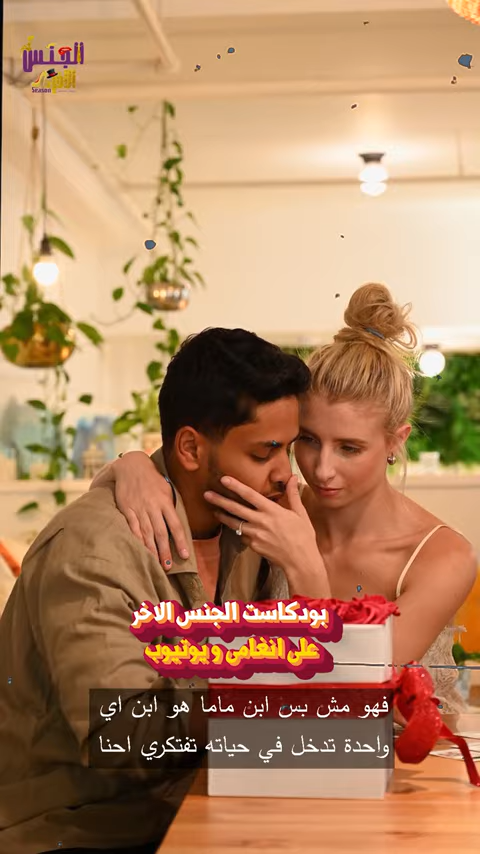 الجنس
الآخر
Season
بودكاست الجنس الاخر
على انغامي و يوتيوب
فهو مش بس ابن ماما هو ابن اي
واحدة تدخل في حياته تفتكري احنا